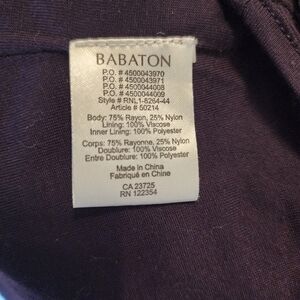 BABATON
P.O. # 4500043970
P.O. # 4500043971
P.O. # 4500044008
P.O. # 4500044009
Style # RNL1-8264-44
Article # 50214
Body: 75% Rayon, 25% Nylon
Lining: 100% Viscose
Inner Lining: 100% Polyester
Corps: 75% Rayonne, 25% Nylon
Doublure: 100% Viscose
Entre Doublure: 100% Polyester
Made in China
Fabriqué en Chine
CA 23725
RN 122354